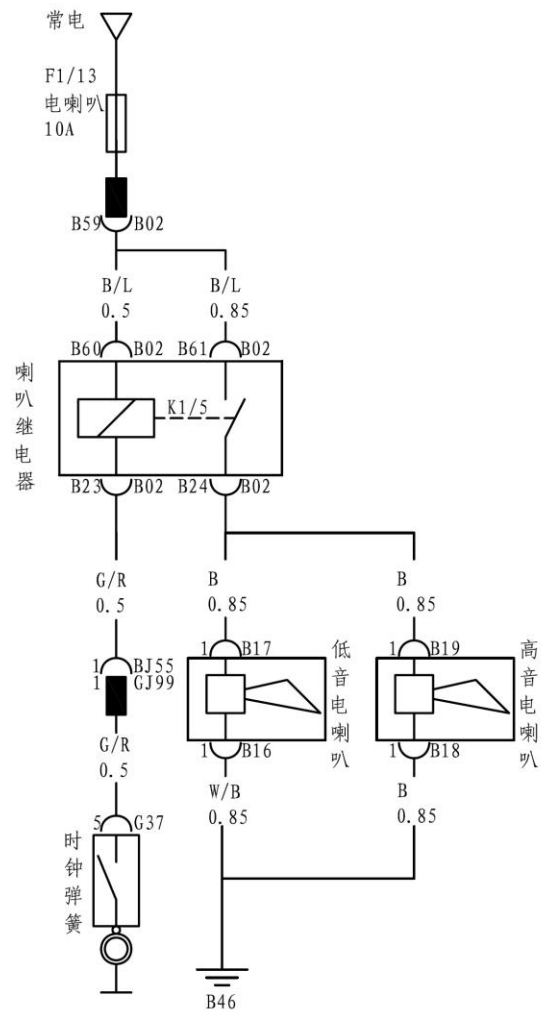 常电
F1/13
电喇叭
10A
B59 B02
B/L B/L
0.5 0.85
B60 B02 B61 B02
喇叭继电器
K1/5
B23 B02 B24 B02
G/R B B
0.5 0.85 0.85
1 BJ55
1 GJ99
1 B17
低音电喇叭
1 B19
高音电喇叭
1 B16
1 B18
G/R
0.5
W/B B
0.85 0.85
5 G37
时钟弹簧
B46